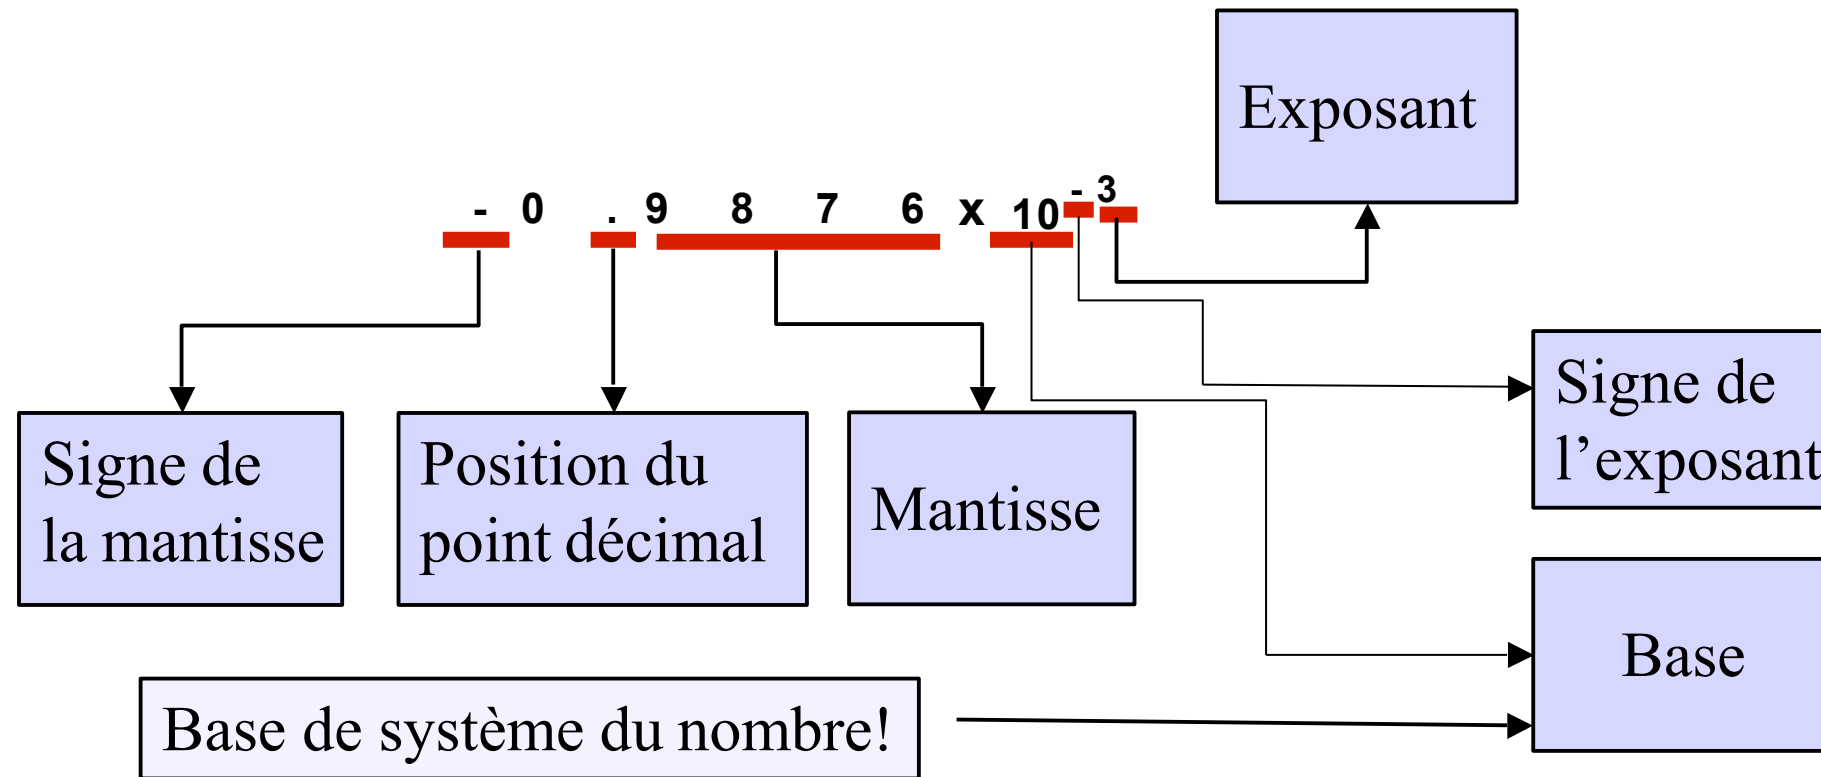 Exposant
- 0 . 9 8 7 6 x 10 - 3
Signe de
la mantisse
Position du
point décimal
Mantisse
Signe de
l’exposant
Base
Base de système du nombre!